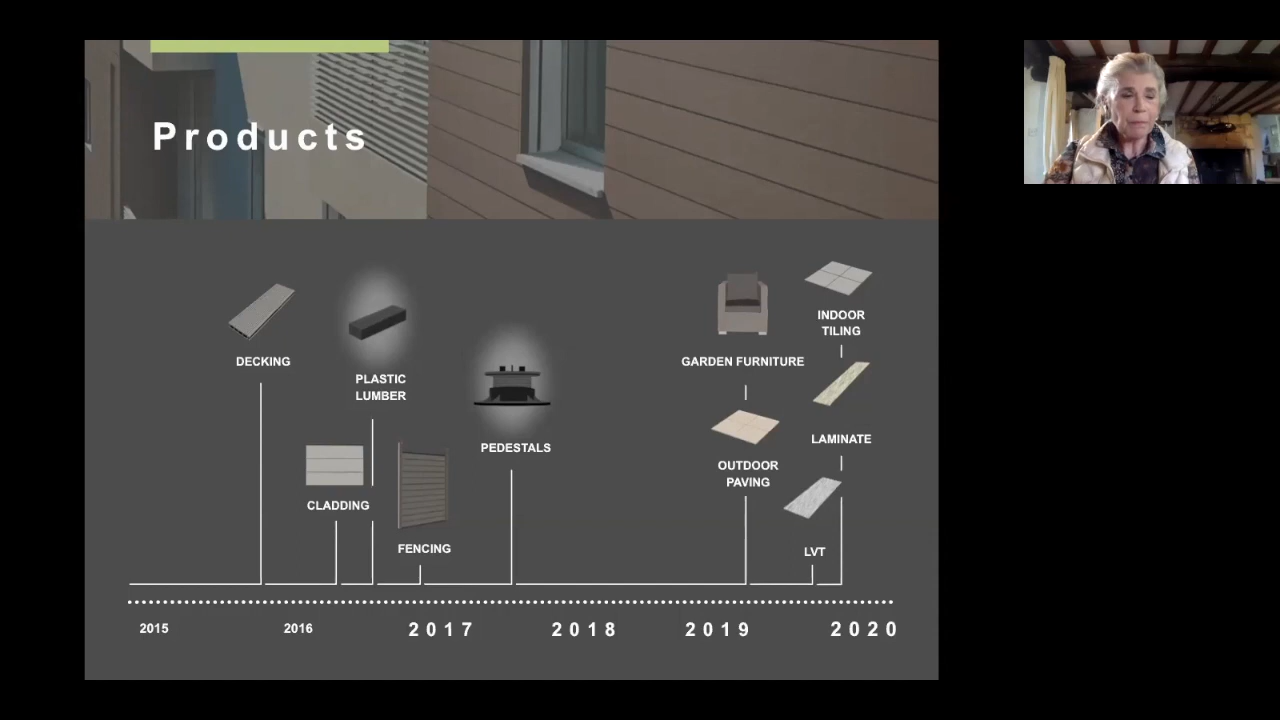 Products
DECKING
PLASTIC
LUMBER
CLADDING
FENCING
PEDESTALS
GARDEN FURNITURE
OUTDOOR
PAVING
INDOOR
TILING
LAMINATE
LVT
2015
2016
2017
2018
2019
2020